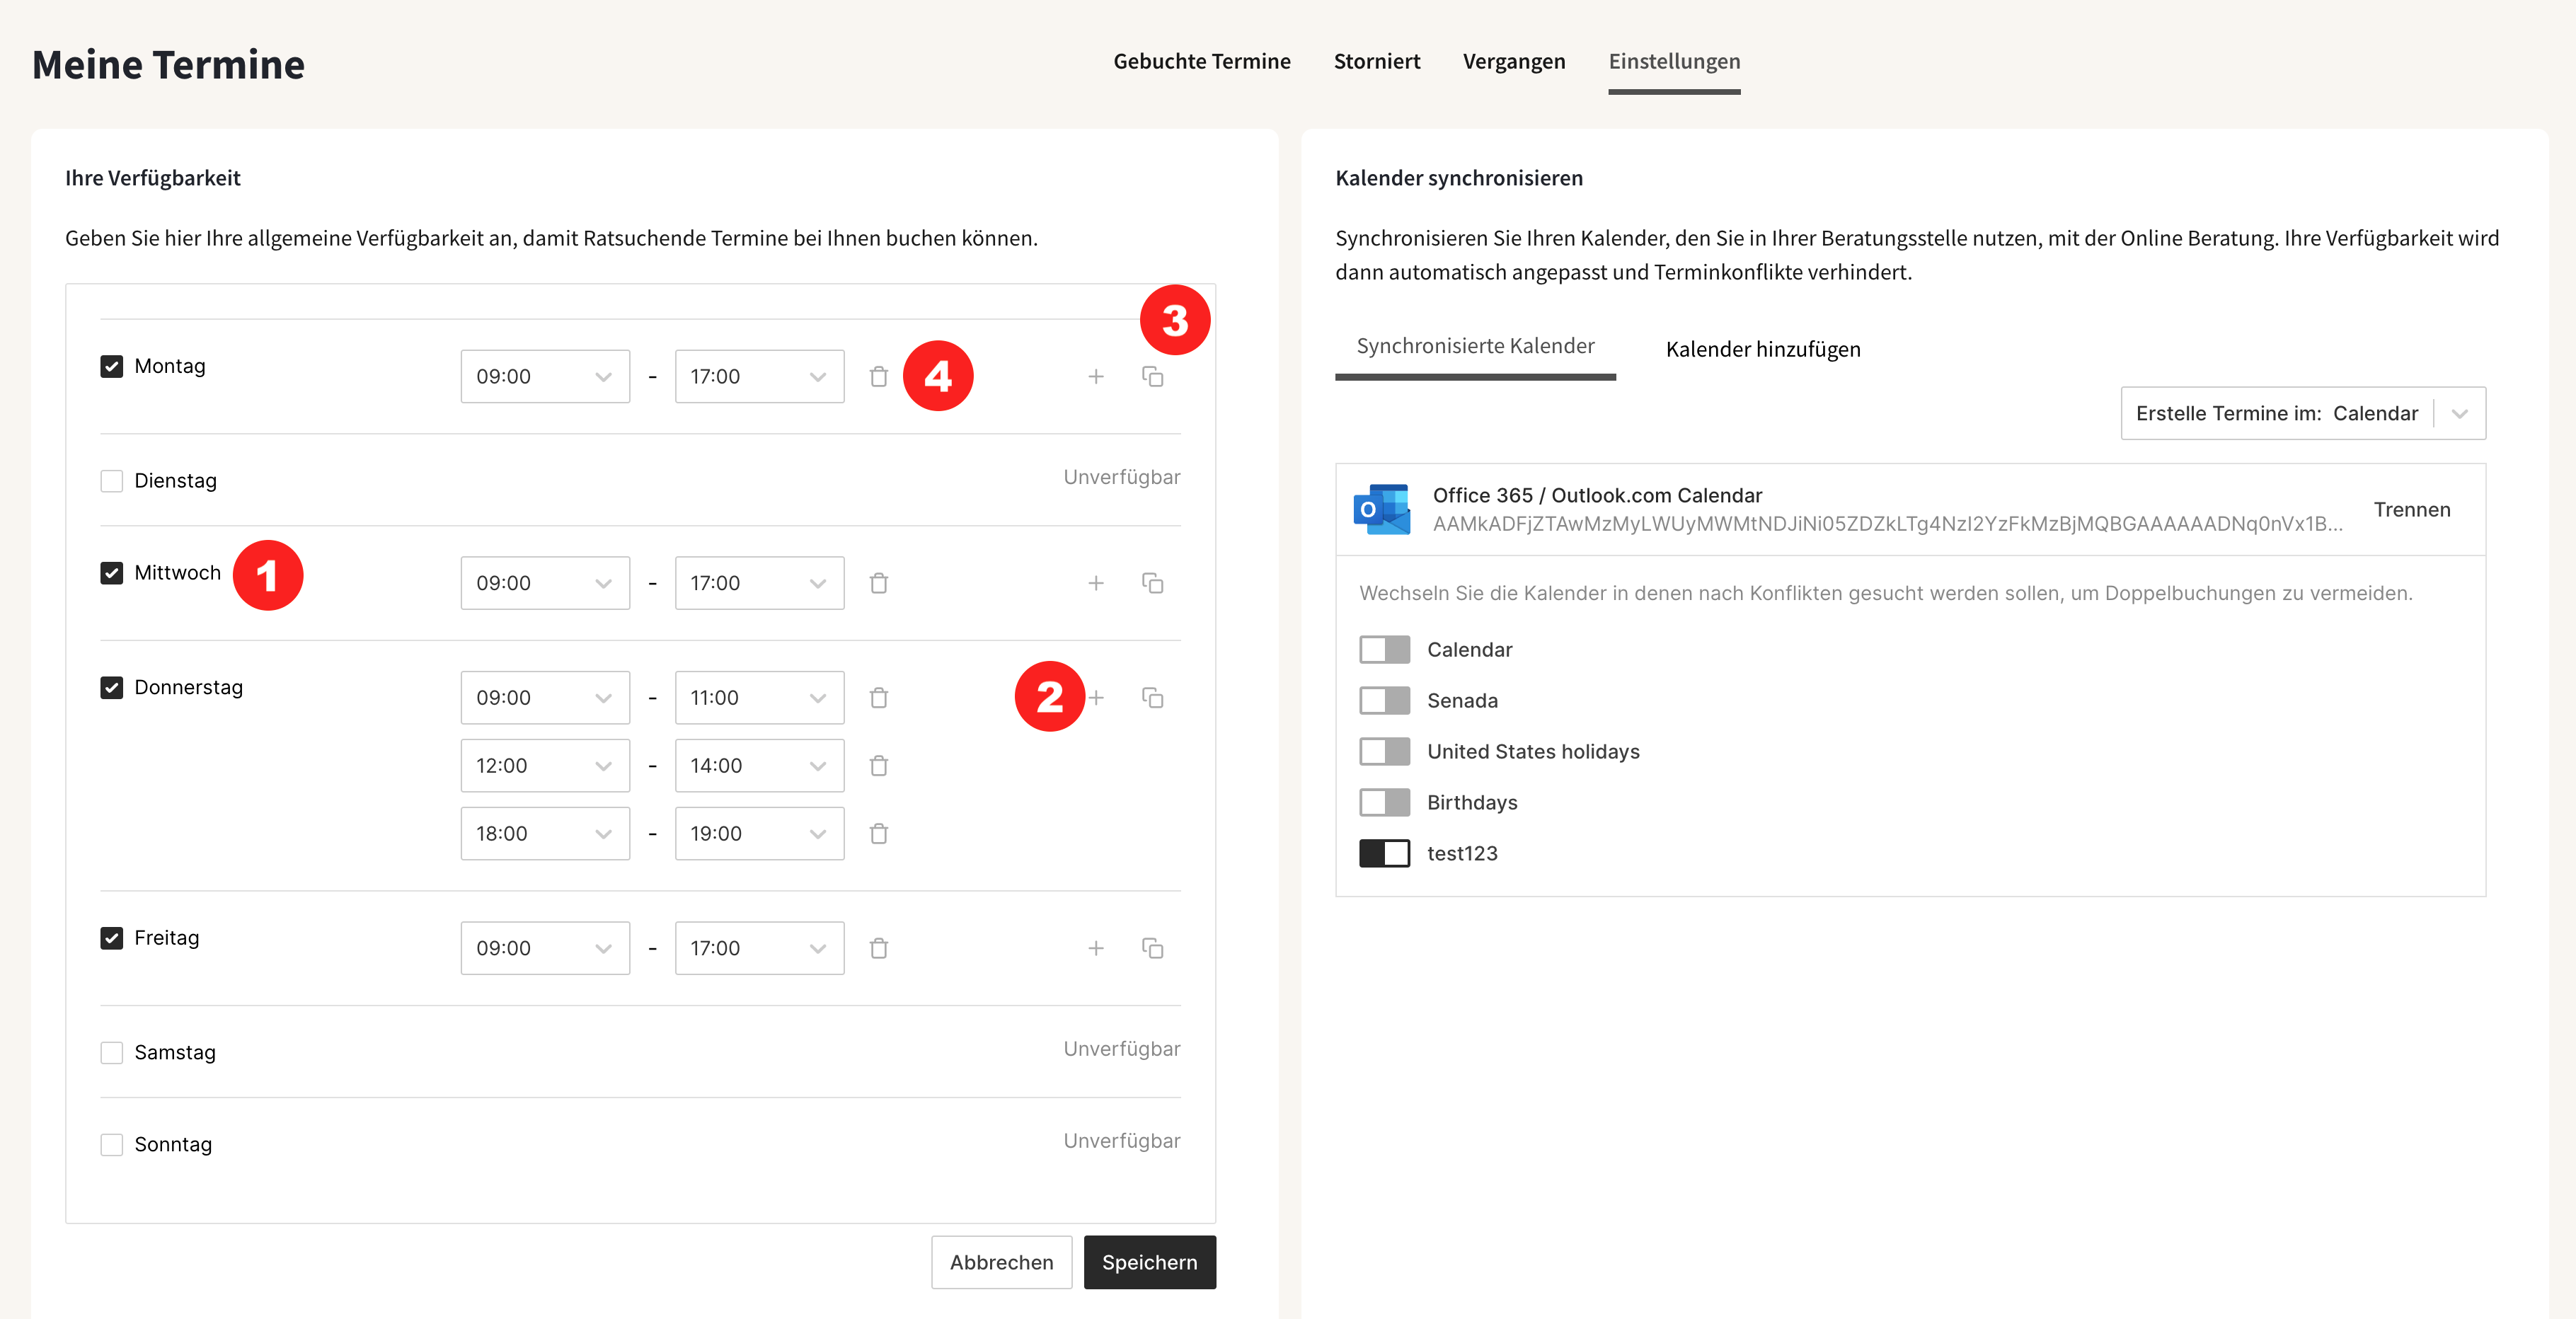 Meine Termine
Gebuchte Termine Storniert Vergangen Einstellungen
Ihre Verfügbarkeit
Geben Sie hier Ihre allgemeine Verfügbarkeit an, damit Ratsuchende Termine bei Ihnen buchen können.
3
Montag 09:00 - 17:00 4
Dienstag Unverfügbar
Mittwoch 1 09:00 - 17:00
Donnerstag 09:00 - 11:00 2
12:00 - 14:00
18:00 - 19:00
Freitag 09:00 - 17:00
Samstag Unverfügbar
Sonntag Unverfügbar
Abbrechen Speichern
Kalender synchronisieren
Synchronisieren Sie Ihren Kalender, den Sie in Ihrer Beratungsstelle nutzen, mit der Online Beratung. Ihre Verfügbarkeit wird
dann automatisch angepasst und Terminkonflikte verhindert.
Synchronisierte Kalender Kalender hinzufügen
Erstelle Termine im: Calendar
Office 365 / Outlook.com Calendar
AAMkADFjZTAwMzMyLWUyMWMtNDJiNi05ZDZkLTg4NzI2YzFkMzBjMQBGAAAAAADNq0nVx1B...
Trennen
Wechseln Sie die Kalender in denen nach Konflikten gesucht werden sollen, um Doppelbuchungen zu vermeiden.
Calendar
Senada
United States holidays
Birthdays
test123